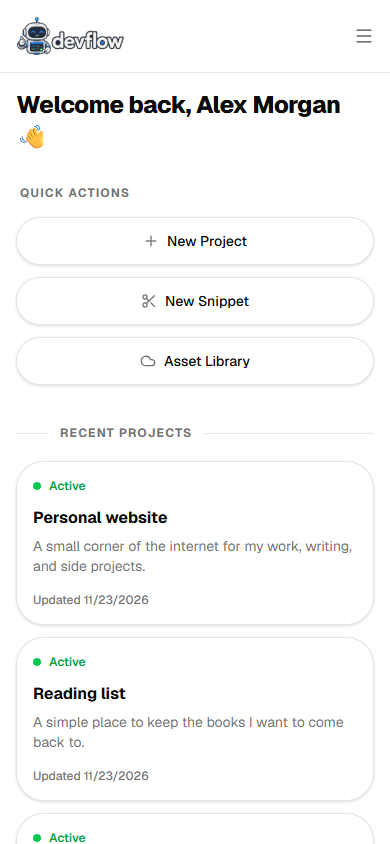 devflow
Welcome back, Alex Morgan
👋
QUICK ACTIONS
New Project
New Snippet
Asset Library
RECENT PROJECTS
Active
Personal website
A small corner of the internet for my work, writing,
and side projects.
Updated 11/23/2026
Active
Reading list
A simple place to keep the books I want to come
back to.
Updated 11/23/2026
Active